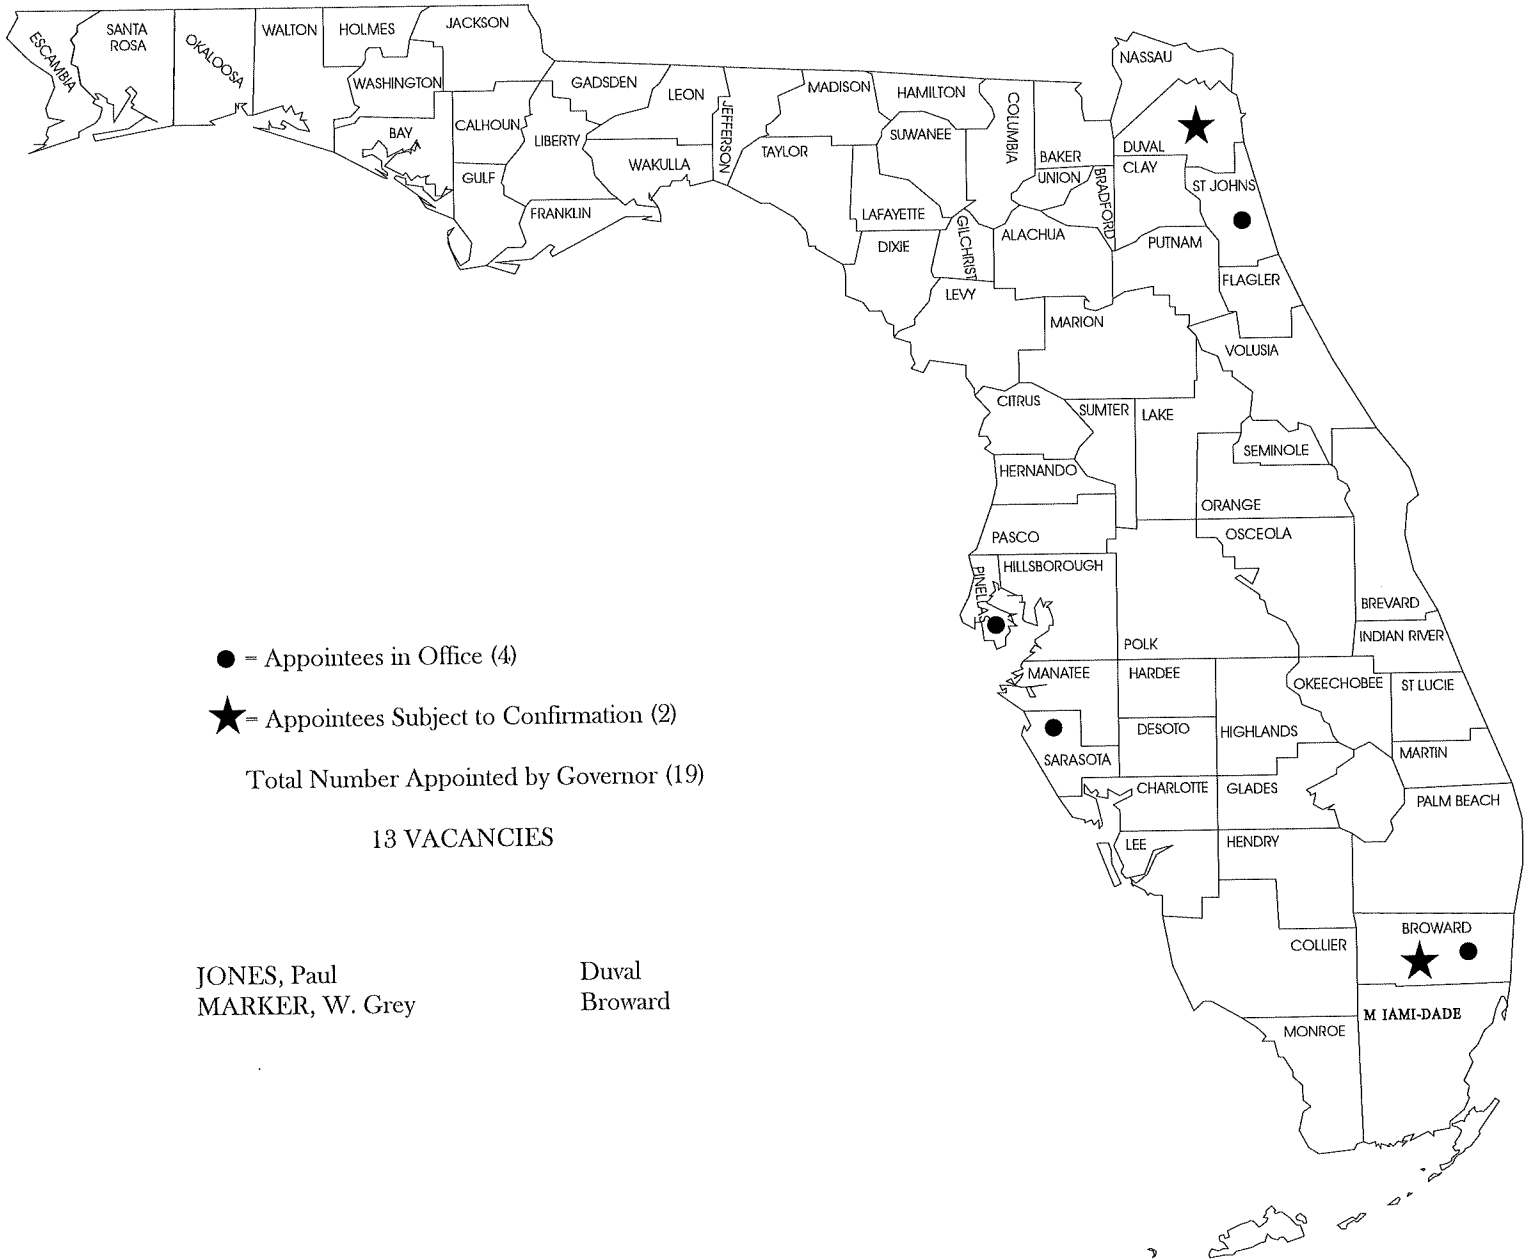 ESCAMBIA
SANTA
ROSA
OKALOOSA
WALTON
HOLMES
JACKSON
WASHINGTON
BAY
CALHOUN
GULF
GADSDEN
LIBERTY
FRANKLIN
LEON
WAKULLA
JEFFERSON
MADISON
TAYLOR
HAMILTON
SUWANEE
LAFAYETTE
DIXIE
COLUMBIA
GILCHRIST
BAKER
UNION
BRADFORD
ALACHUA
LEVY
NASSAU
DUVAL
CLAY
ST JOHNS
PUTNAM
FLAGLER
MARION
VOLUSIA
CITRUS
SUMTER
LAKE
SEMINOLE
HERNANDO
ORANGE
PASCO
OSCEOLA
PINELLAS
HILLSBOROUGH
POLK
BREVARD
INDIAN RIVER
MANATEE
HARDEE
OKEECHOBEE
ST LUCIE
DESOTO
HIGHLANDS
SARASOTA
MARTIN
CHARLOTTE
GLADES
PALM BEACH
LEE
HENDRY
BROWARD
COLLIER
M IAMI-DADE
MONROE
= Appointees in Office (4)
= Appointees Subject to Confirmation (2)
Total Number Appointed by Governor (19)
13 VACANCIES
JONES, Paul Duval
MARKER, W. Grey Broward